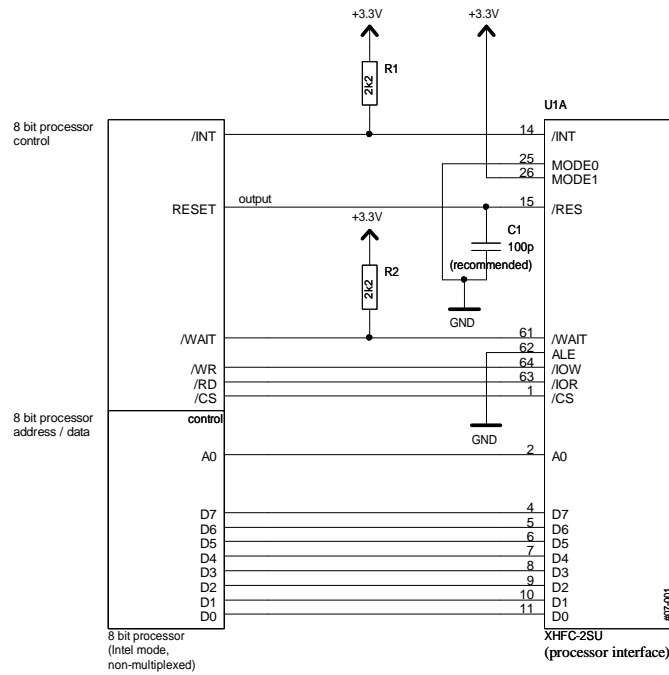 +3.3V
+3.3V
R1
2k2
U1A
8 bit processor
control
/INT
14
/INT
25
MODE0
26
MODE1
RESET
output
15
/RES
+3.3V
C1
100p
(recommended)
R2
2k2
GND
/WAIT
61
/WAIT
62
ALE
/WR
64
/IOW
/RD
63
/IOR
/CS
1
/CS
8 bit processor
address / data
control
GND
A0
2
A0
D7
4
D7
D6
5
D6
D5
6
D5
D4
7
D4
D3
8
D3
D2
9
D2
D1
10
D1
D0
11
D0
#07-001
8 bit processor
(Intel mode,
non-multiplexed)
XHFC-2SU
(processor interface)